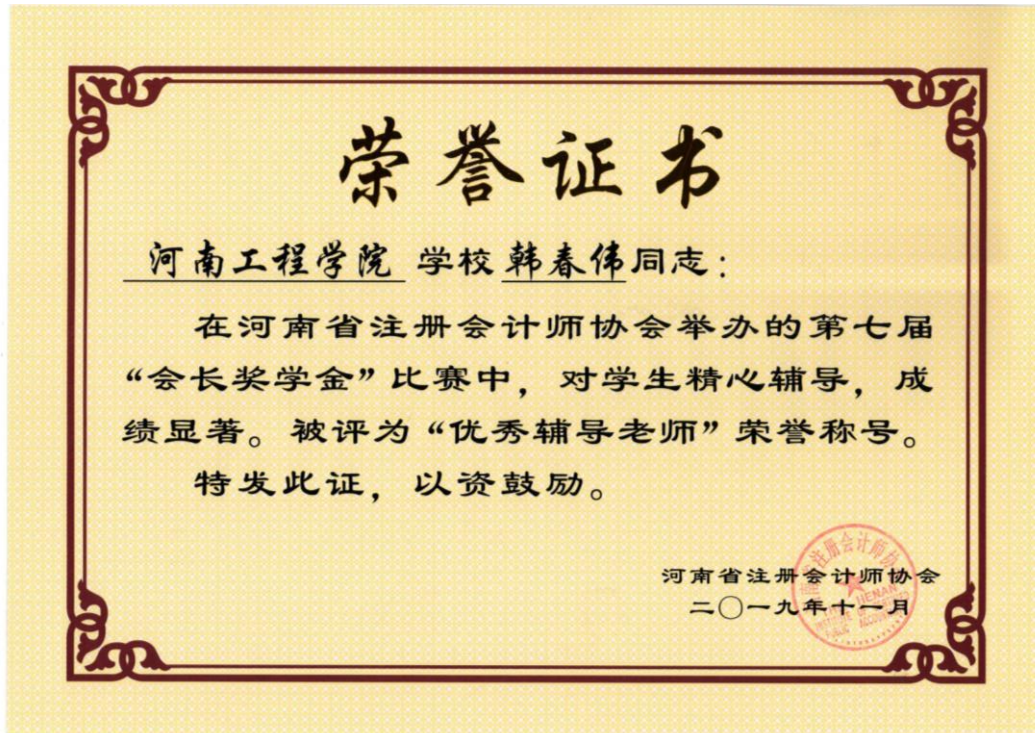 荣誉证书
河南工程学院 学校 韩春伟同志：
在河南省注册会计师协会举办的第七届
“会长奖学金”比赛中，对学生精心辅导，成
绩显著。被评为“优秀辅导老师”荣誉称号。
特发此证，以资鼓励。
河南省注册会计师协会
二〇一九年十一月